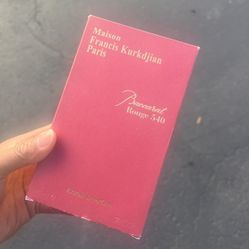 Maison
Francis Kurkdjian
Paris
Baccarat
Rouge 540